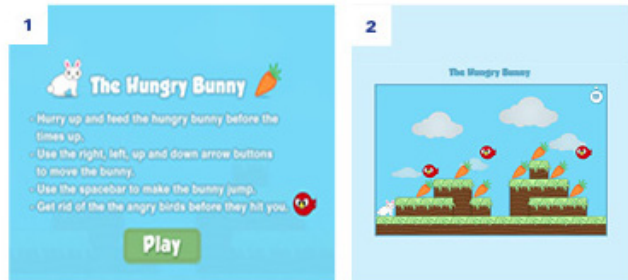 1
The Hungry Bunny
Hurry up and feed the hungry bunny before the
times up.
Use the right, left, up and down arrow buttons
to move the bunny.
Use the spacebar to make the bunny jump.
Get rid of the the angry birds before they hit you.
Play
2
The Hungry Bunny